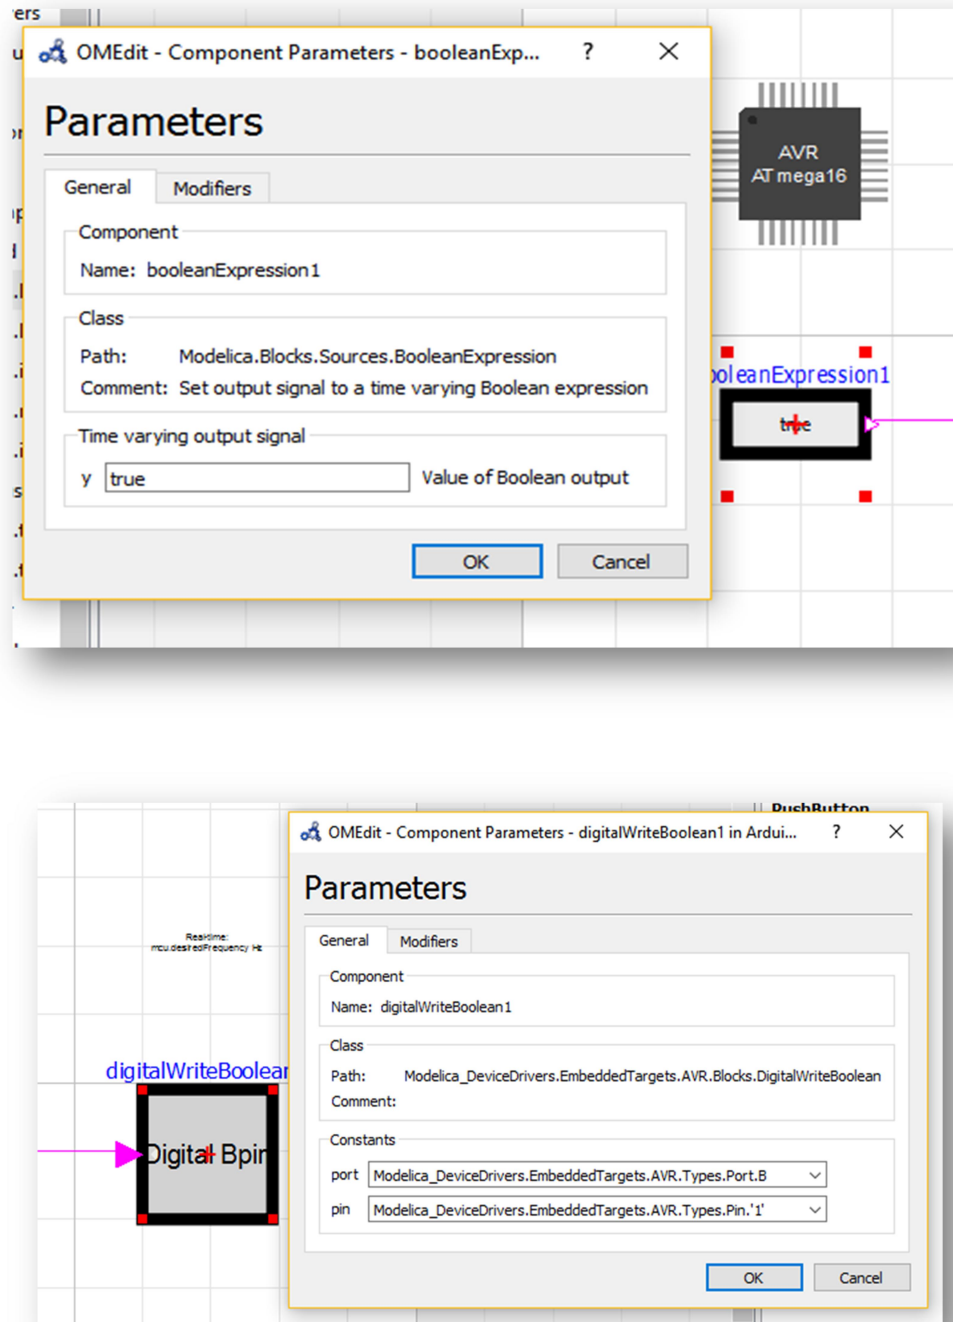 ers
OMEdit - Component Parameters - booleanExp... ?
Parameters
General Modifiers
Component
Name: booleanExpression1
Class
Path: Modelica.Blocks.Sources.BooleanExpression
Comment: Set output signal to a time varying Boolean expression
Time varying output signal
y true Value of Boolean output
OK Cancel
AVR
ATmega16
ooleanExpression1
true
PushButton
OMEdit - Component Parameters - digitalWriteBoolean1 in Ardui... ?
Parameters
General Modifiers
Component
Name: digitalWriteBoolean1
Class
Path: Modelica_DeviceDrivers.EmbeddedTargets.AVR.Blocks.DigitalWriteBoolean
Comment:
Constants
port Modelica_DeviceDrivers.EmbeddedTargets.AVR.Types.Port.B
pin Modelica_DeviceDrivers.EmbeddedTargets.AVR.Types.Pin.'1'
OK Cancel
Realtime:
mcu.desiredFrequency Hz
digitalWriteBoolean
Digital Bpin